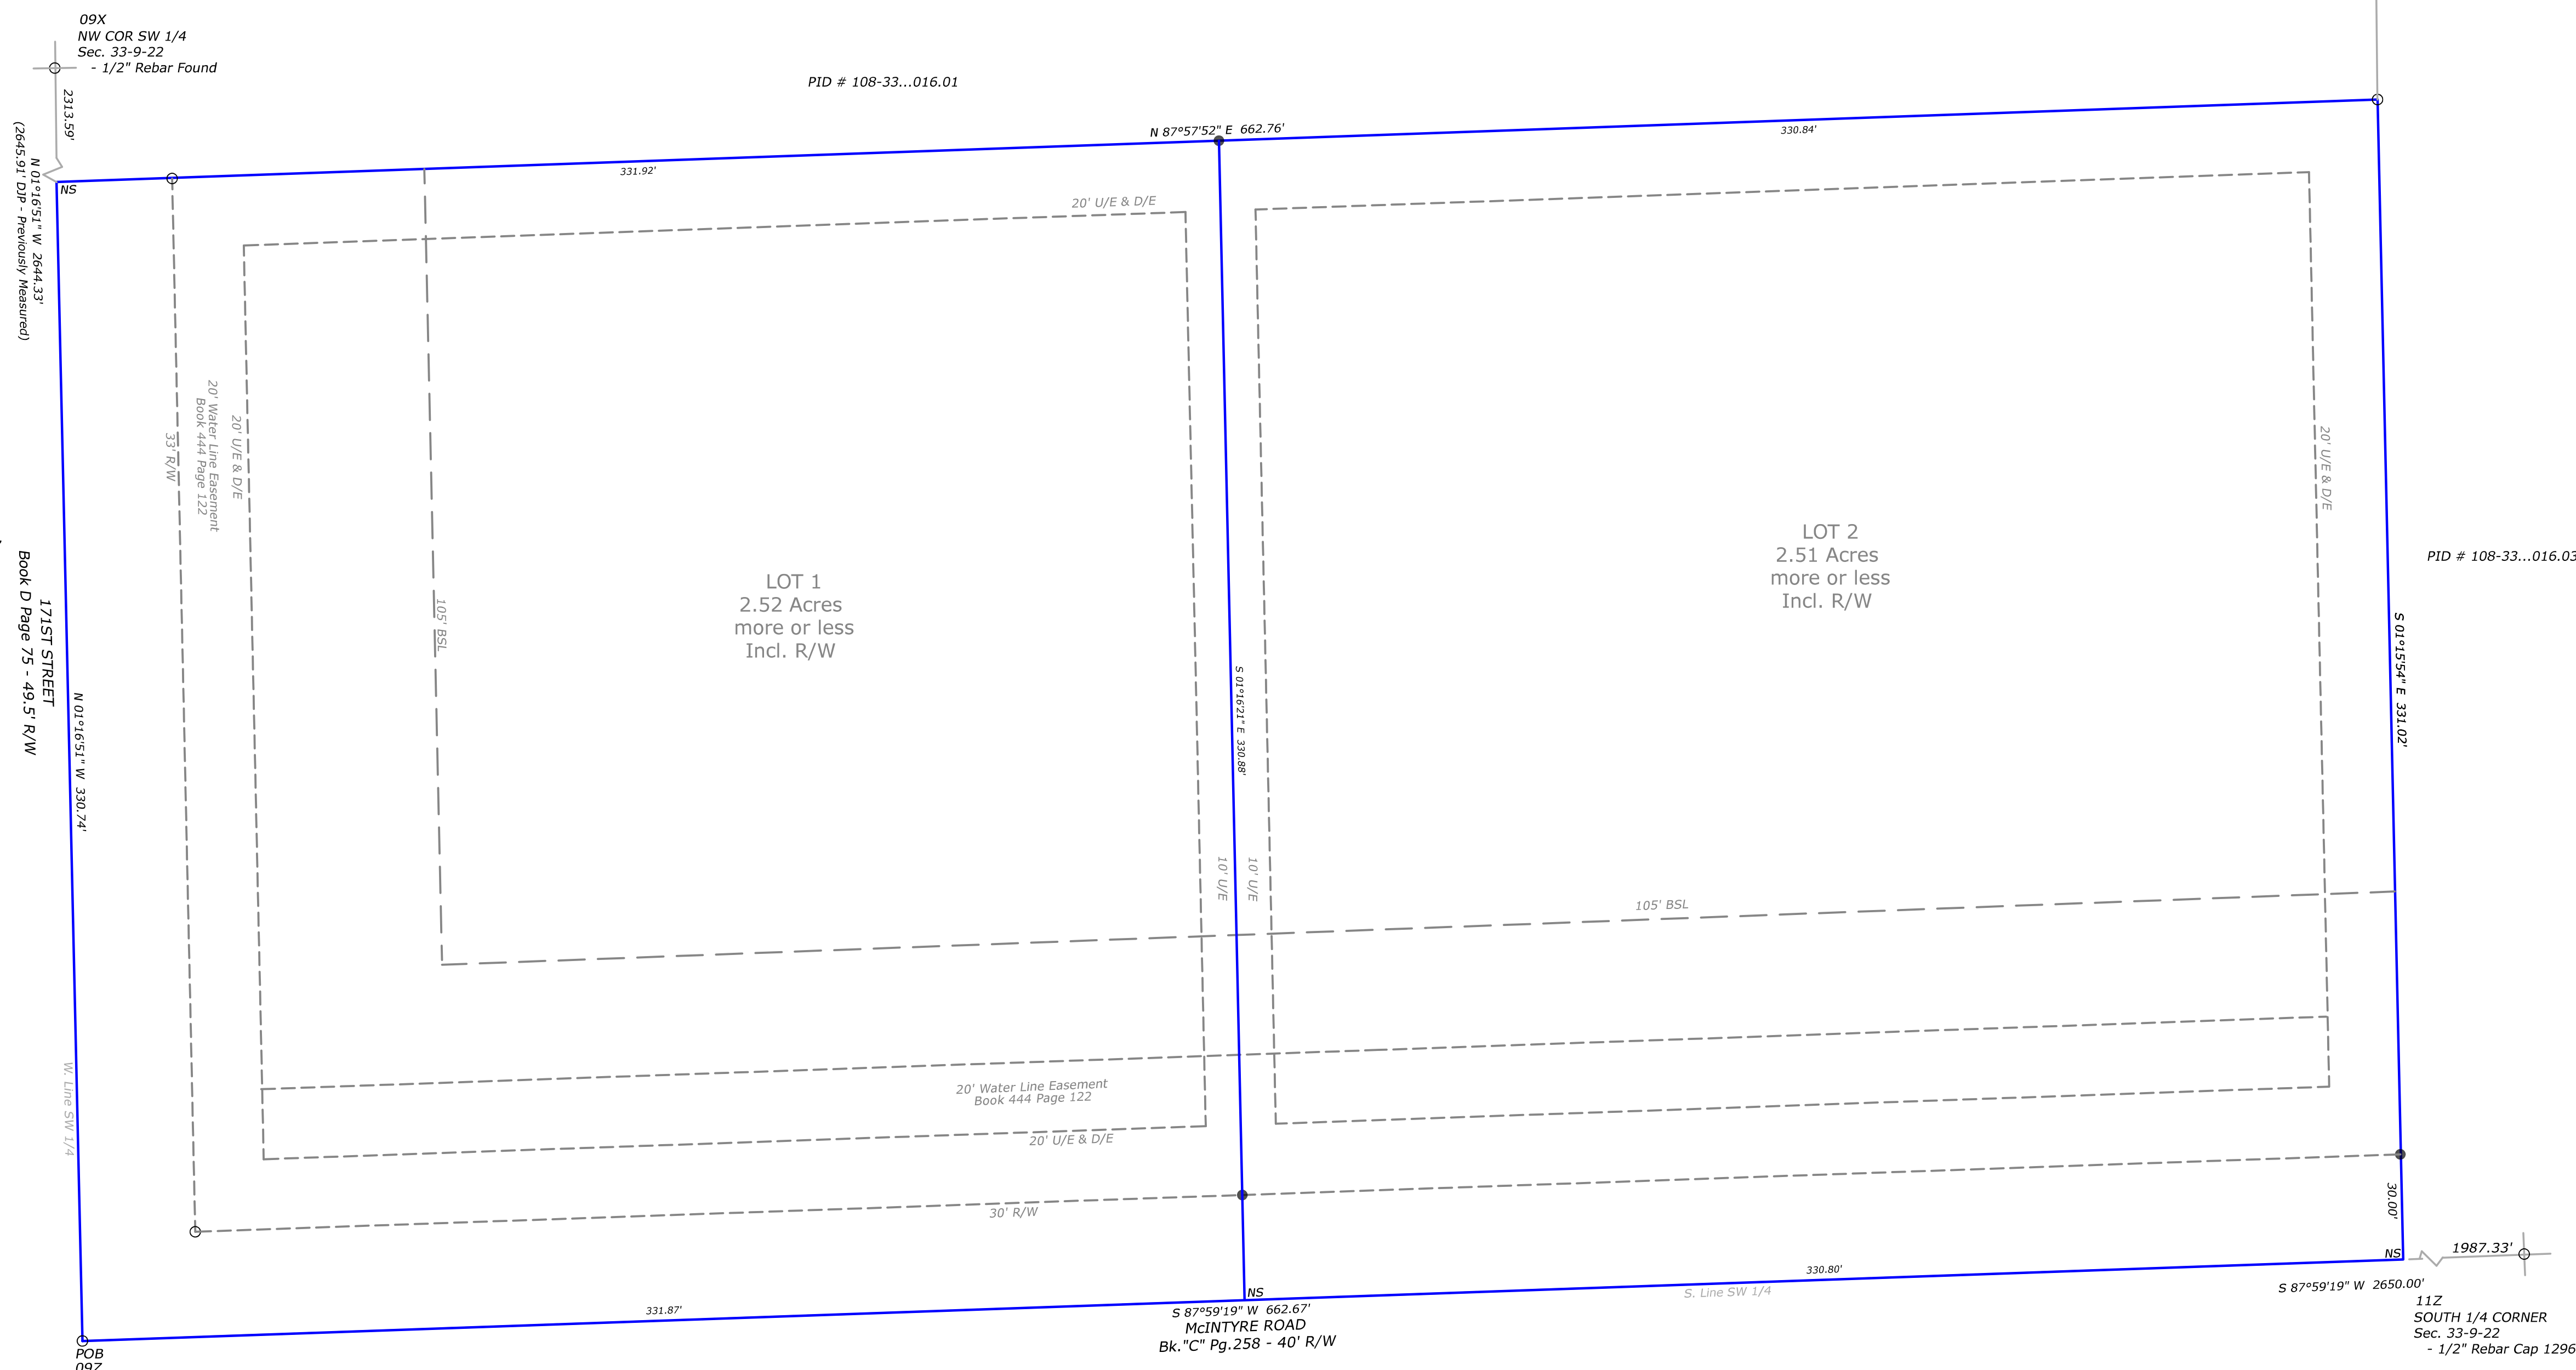 09X
NW COR SW 1/4
Sec. 33-9-22
- 1/2" Rebar Found
2313.59'
N 01°16'51" W 2644.33'
(2645.91' DJP - Previously Measured)
PID # 108-33...016.01
N 87°57'52" E 662.76'
331.92'
330.84'
NS
20' U/E & D/E
33' R/W
20' Water Line Easement
Book 444 Page 122
20' U/E & D/E
105' BSL
LOT 1
2.52 Acres
more or less
Incl. R/W
LOT 2
2.51 Acres
more or less
Incl. R/W
20' U/E & D/E
PID # 108-33...016.03
171ST STREET
Book D Page 75 - 49.5' R/W
N 01°16'51" W 330.74'
S 01°16'21" E 330.88'
S 01°15'54" E 331.02'
10' U/E
10' U/E
105' BSL
W. Line SW 1/4
20' Water Line Easement
Book 444 Page 122
20' U/E & D/E
30' R/W
30.00'
NS
1987.33'
330.80'
S. Line SW 1/4
S 87°59'19" W 2650.00'
NS
331.87'
S 87°59'19" W 662.67'
McINTYRE ROAD
Bk."C" Pg.258 - 40' R/W
11Z
SOUTH 1/4 CORNER
Sec. 33-9-22
- 1/2" Rebar Cap 1296
POB
09Z